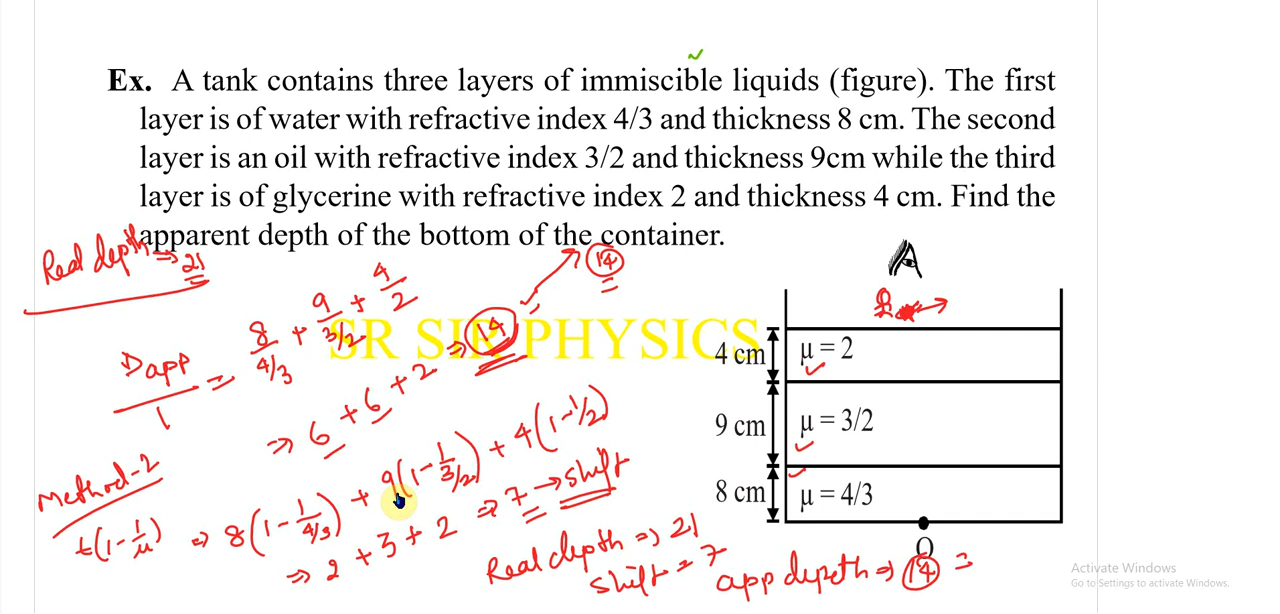 Ex. A tank contains three layers of immiscible liquids (figure). The first
layer is of water with refractive index 4/3 and thickness 8 cm. The second
layer is an oil with refractive index 3/2 and thickness 9cm while the third
layer is of glycerine with refractive index 2 and thickness 4 cm. Find the
apparent depth of the bottom of the container.
Real depth ⇒ 21
Dapp/1 = 8/4/3 + 9/3/2 + 4/2
⇒ 6 + 6 + 2 ⇒ 14
14
SR SIR PHYSICS
Method-2
t(1-1/μ) ⇒ 8(1-1/4/3) + 9(1-1/3/2) + 4(1-1/2)
⇒ 2 + 3 + 2 ⇒ 7 → shift
Real depth ⇒ 21
shift = 7
app depth ⇒ 14 =
4 cm μ = 2
9 cm μ = 3/2
8 cm μ = 4/3
O
Activate Windows
Go to Settings to activate Windows.